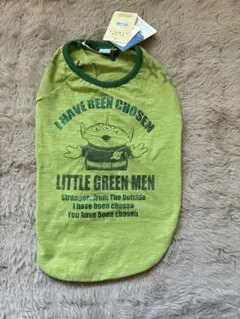 I HAVE BEEN CHOSEN
LITTLE GREEN MEN
Stranger...from The Outside
I have been chosen
You have been chosen